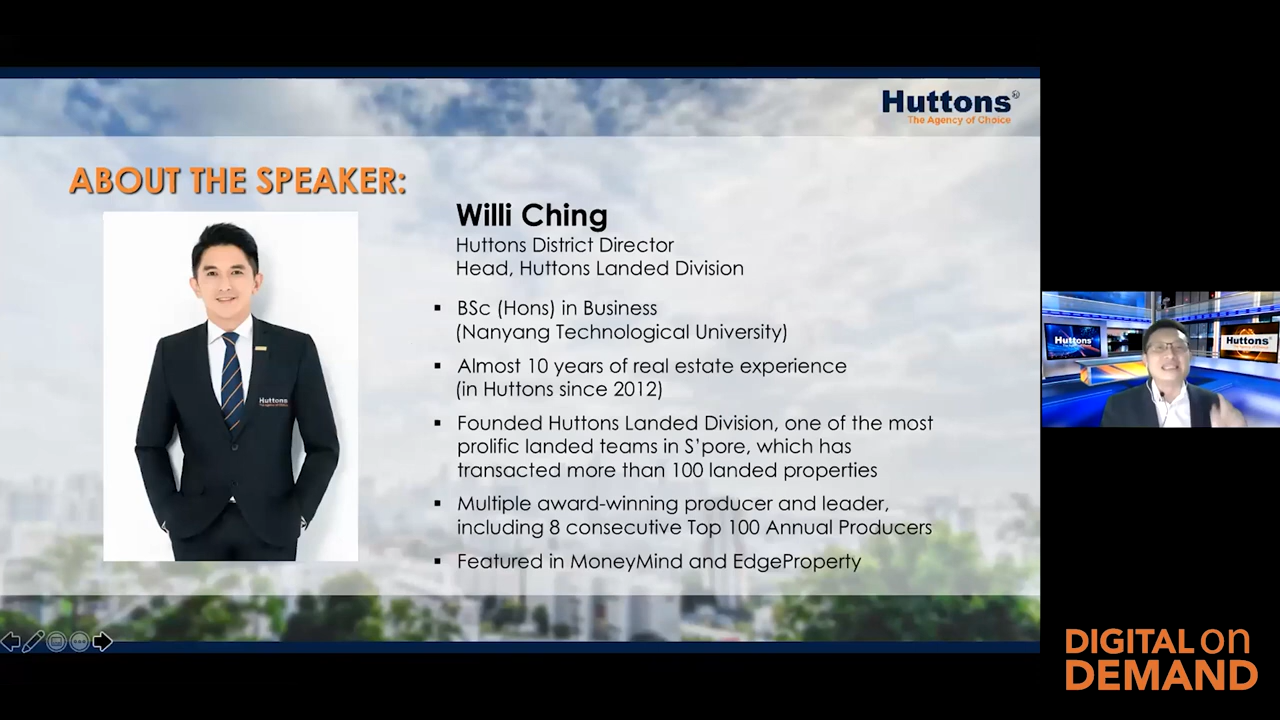 Huttons®
The Agency of Choice
ABOUT THE SPEAKER:
Willi Ching
Huttons District Director
Head, Huttons Landed Division
▪ BSc (Hons) in Business
(Nanyang Technological University)
▪ Almost 10 years of real estate experience
(in Huttons since 2012)
▪ Founded Huttons Landed Division, one of the most
prolific landed teams in S'pore, which has
transacted more than 100 landed properties
▪ Multiple award-winning producer and leader,
including 8 consecutive Top 100 Annual Producers
▪ Featured in MoneyMind and EdgeProperty
Huttons
Huttons
Huttons
DIGITAL on
DEMAND